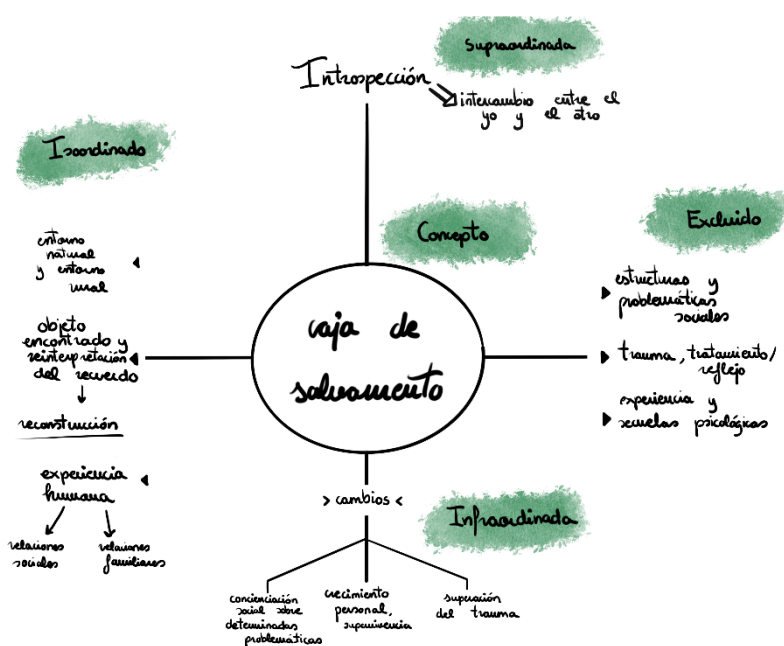 Supraordinada
Introspección
intercambio entre el
yo y el otro
Isoordinado
Concepto
Excluido
entorno
natural
y entorno
rural
objeto
encontrado y
reinterpretación
del recuerdo
reconstrucción
experiencia
humana
relaciones
sociales
relaciones
familiares
caja de
salvamento
estructuras y
problemáticas
sociales
trauma, tratamiento/
reflejo
experiencia y
secuelas psicológicas
> cambios <
Infraordinada
concienciación
social sobre
determinadas
problemáticas
crecimiento
personal,
supervivencia
superación
del trauma